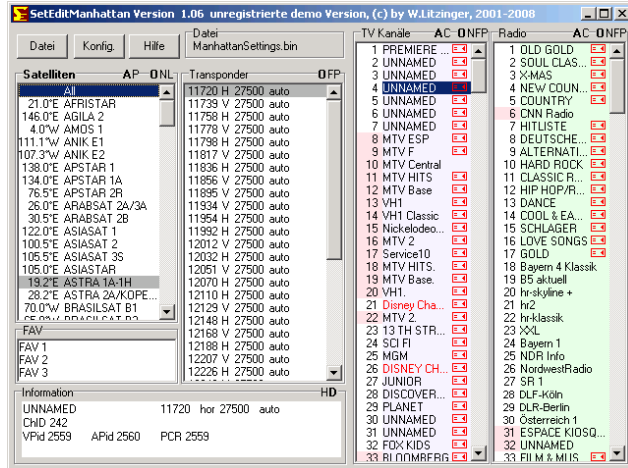 SetEditManhattan Version 1.06 unregistrierte demo Version, (c) by W.Litzinger, 2001-2008
Datei
Konfig.
Hilfe
Datei
ManhattanSettings.bin
Satelliten A P O NL
All
21.0°E AFRISTAR
146.0°E AGILA 2
4.0°W AMOS 1
111.1°W ANIK E1
107.3°W ANIK E2
138.0°E APSTAR 1
134.0°E APSTAR 1A
76.5°E APSTAR 2R
26.0°E ARABSAT 2A/3A
30.5°E ARABSAT 2B
122.0°E ASIASAT 1
100.5°E ASIASAT 2
105.5°E ASIASAT 3S
105.0°E ASIASTAR
19.2°E ASTRA 1A-1H
28.2°E ASTRA 2A/KOPE...
70.0°W BRASILSAT B1
BRASILSAT B2
FAV
FAV 1
FAV 2
FAV 3
Transponder O FP
11720 H 27500 auto
11739 V 27500 auto
11758 H 27500 auto
11778 V 27500 auto
11798 H 27500 auto
11817 V 27500 auto
11836 H 27500 auto
11856 V 27500 auto
11895 V 27500 auto
11934 V 27500 auto
11954 H 27500 auto
11992 H 27500 auto
12012 V 27500 auto
12032 H 27500 auto
12051 V 27500 auto
12070 H 27500 auto
12110 H 27500 auto
12129 V 27500 auto
12148 H 27500 auto
12168 V 27500 auto
12188 H 27500 auto
12207 V 27500 auto
12226 H 27500 auto
Information HD
UNNAMED 11720 hor 27500 auto
ChID 242
VPid 2559 APid 2560 PCR 2559
TV Kanäle A C O NFP
1 PREMIERE ...
2 UNNAMED
3 UNNAMED
4 UNNAMED
5 UNNAMED
6 UNNAMED
7 UNNAMED
8 MTV ESP
9 MTV F
10 MTV Central
11 MTV HITS
12 MTV Base
13 VH1
14 VH1 Classic
15 Nickelodeo...
16 MTV 2
17 Service10
18 MTV HITS.
19 MTV Base.
20 VH1.
21 Disney Cha...
22 MTV 2.
23 13 TH STR...
24 SCI FI
25 MGM
26 DISNEY CH...
27 JUNIOR
28 DISCOVER...
29 PLANET
30 UNNAMED
31 UNNAMED
32 FOX KIDS
33 BLOOMBERG
Radio A C O NFP
1 OLD GOLD
2 SOUL CLAS...
3 X-MAS
4 NEW COUN...
5 COUNTRY
6 CNN Radio
7 HITLISTE
8 DEUTSCHE...
9 ALTERNATI...
10 HARD ROCK
11 CLASSIC R...
12 HIP HOP/R...
13 DANCE
14 COOL & EA...
15 SCHLAGER
16 LOVE SONGS
17 GOLD
18 Bayern 4 Klassik
19 B5 aktuell
20 hr-skyline +
21 hr2
22 hr-klassik
23 XXL
24 Bayern 1
25 NDR Info
26 NordwestRadio
27 SR 1
28 DLF-Köln
29 DLR-Berlin
30 Österreich 1
31 ESPACE KIOSQ...
32 UNNAMED
33 FILM & MUS...